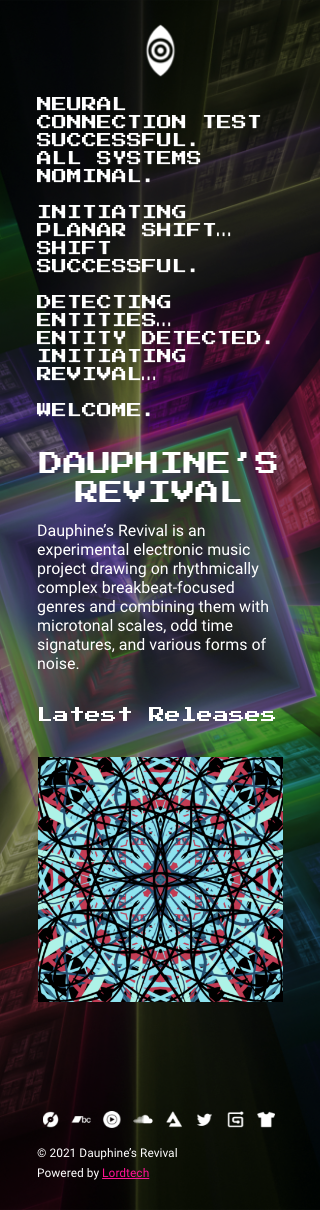 NEURAL
CONNECTION TEST
SUCCESSFUL.
ALL SYSTEMS
NOMINAL.
INITIATING
PLANAR SHIFT...
SHIFT
SUCCESSFUL.
DETECTING
ENTITIES...
ENTITY DETECTED.
INITIATING
REVIVAL...
WELCOME.
DAUPHINE'S
REVIVAL
Dauphine's Revival is an
experimental electronic music
project drawing on rhythmically
complex breakbeat-focused
genres and combining them with
microtonal scales, odd time
signatures, and various forms of
noise.
Latest Releases
bc
© 2021 Dauphine's Revival
Powered by Lordtech